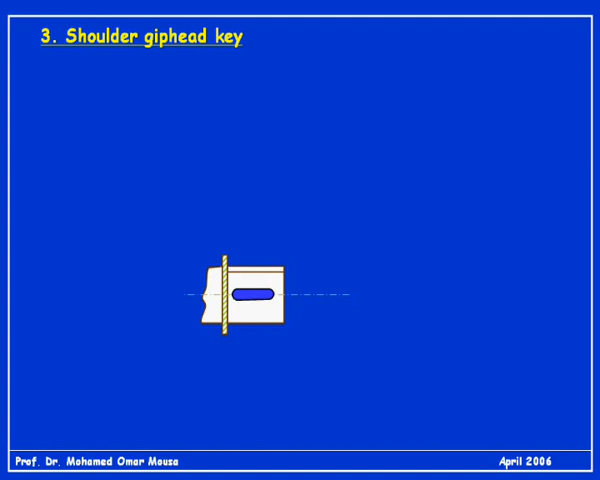 3. Shoulder giphead key
Prof. Dr. Mohamed Omar Mousa
April 2006